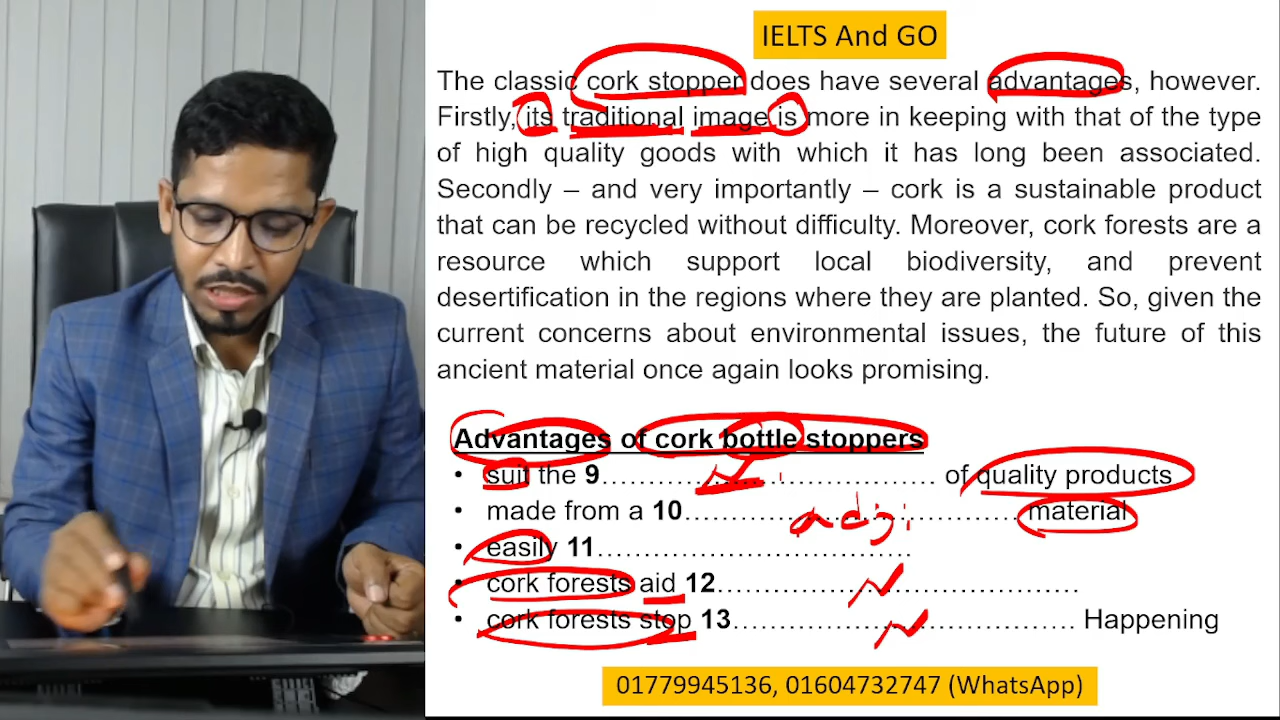 IELTS And GO
The classic cork stopper does have several advantages, however.
Firstly, its traditional image is more in keeping with that of the type
of high quality goods with which it has long been associated.
Secondly – and very importantly – cork is a sustainable product
that can be recycled without difficulty. Moreover, cork forests are a
resource which support local biodiversity, and prevent
desertification in the regions where they are planted. So, given the
current concerns about environmental issues, the future of this
ancient material once again looks promising.
Advantages of cork bottle stoppers
• suit the 9.................................... of quality products
• made from a 10.................................... material
• easily 11....................................
• cork forests aid 12....................................
• cork forests stop 13.................................... Happening
N
adj:
N
N
01779945136, 01604732747 (WhatsApp)